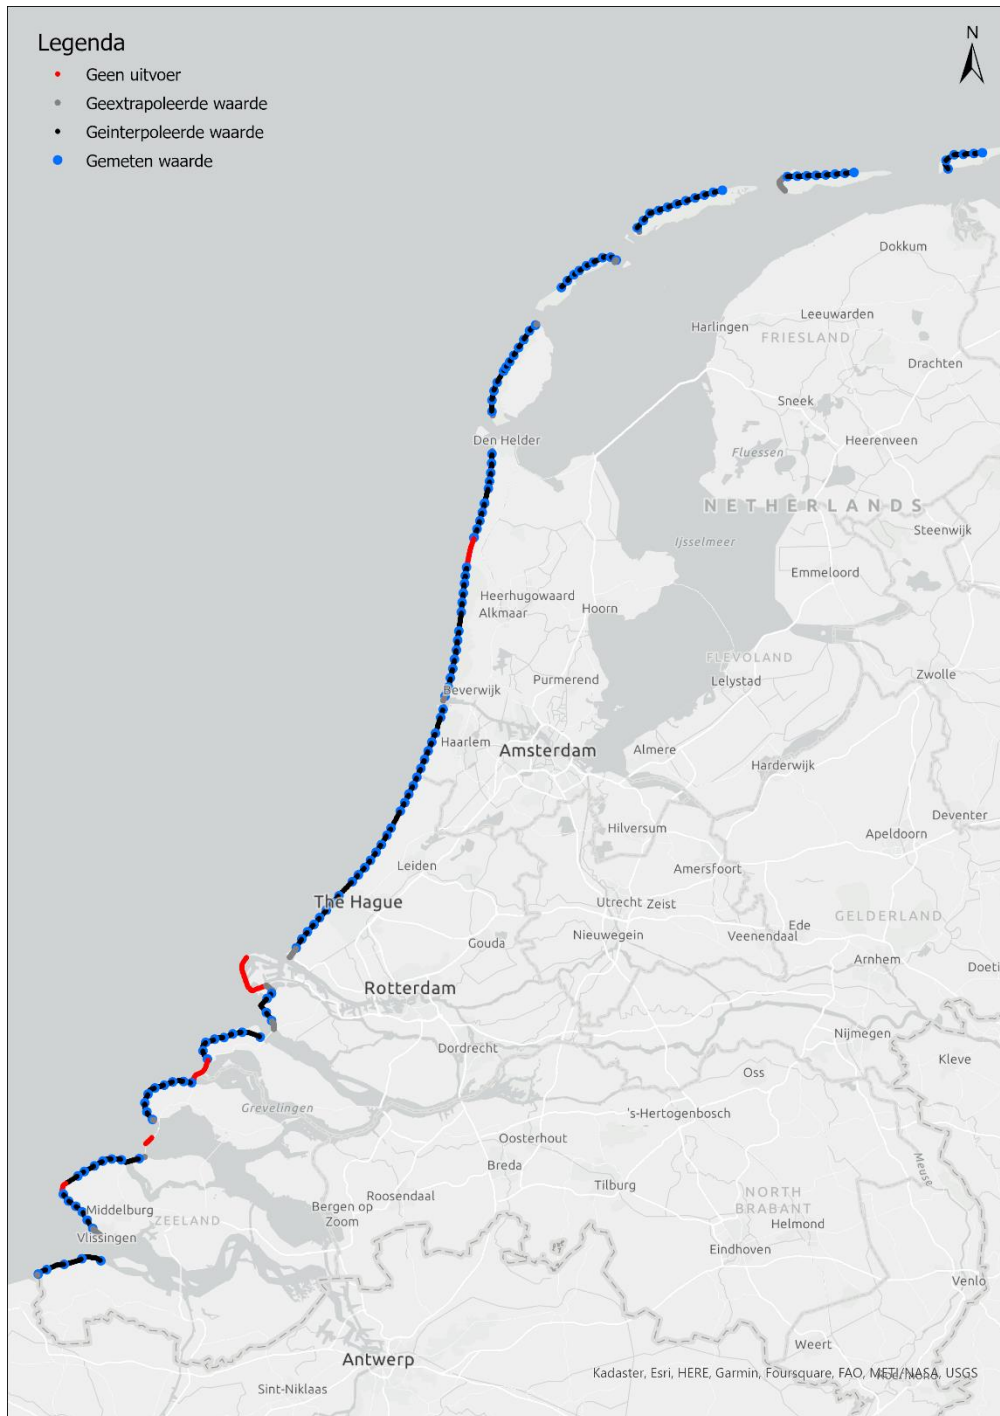 Legenda
N
Geen uitvoer
Geextrapoleerde waarde
Geinterpoleerde waarde
Gemeten waarde
Dokkum
Leeuwarden
Harlingen
FRIESLAND
Drachten
Sneek
Den Helder
Heerenveen
Fluessen
NETHERLANDS
Steenwijk
Ijsselmeer
Emmeloord
Heerhugowaard
Hoorn
Alkmaar
FLEVOLAND
Zwolle
Purmerend
Lelystad
Beverwijk
Haarlem
Amsterdam
Almere
Harderwijk
Deventer
Hilversum
Apeldoorn
Leiden
Amersfoort
The Hague
Utrecht
Zeist
GELDERLAND
Ede
Gouda
Nieuwegein
Veenendaal
Arnhem
Doeti
Rotterdam
Nijmegen
Dordrecht
Kleve
Oss
Grevelingen
's-Hertogenbosch
Oosterhout
Breda
Meuse
Tilburg
Roosendaal
NORTH
BRABANT
Middelburg
Bergen op
Zoom
ZEELAND
Helmond
Vlissingen
Eindhoven
Venlo
Weert
Antwerp
Kadaster, Esri, HERE, Garmin, Foursquare, FAO, METI/NASA, USGS
Sint-Niklaas